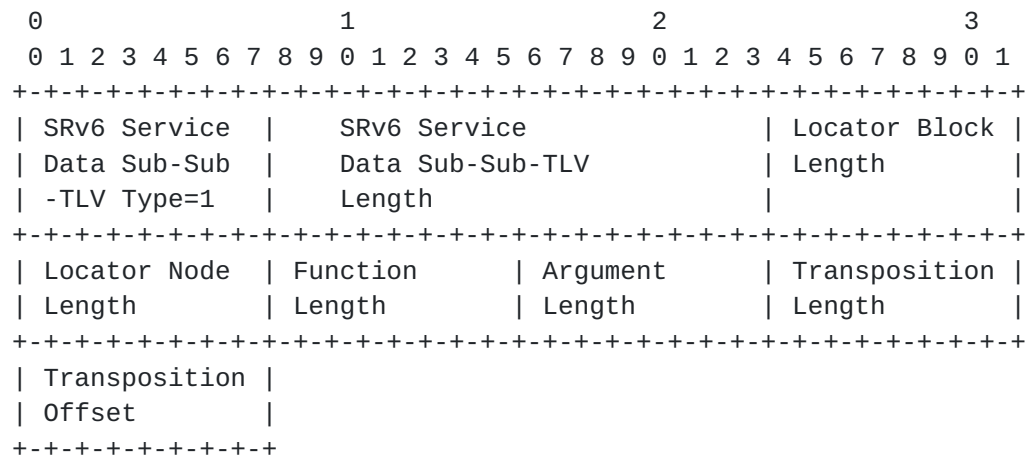 0                   1                   2                   3
 0 1 2 3 4 5 6 7 8 9 0 1 2 3 4 5 6 7 8 9 0 1 2 3 4 5 6 7 8 9 0 1
+-+-+-+-+-+-+-+-+-+-+-+-+-+-+-+-+-+-+-+-+-+-+-+-+-+-+-+-+-+-+-+-+
| SRv6 Service  |    SRv6 Service               | Locator Block |
| Data Sub-Sub  |    Data Sub-Sub-TLV           | Length        |
| -TLV Type=1   |    Length                     |               |
+-+-+-+-+-+-+-+-+-+-+-+-+-+-+-+-+-+-+-+-+-+-+-+-+-+-+-+-+-+-+-+-+
| Locator Node  | Function      | Argument      | Transposition |
| Length        | Length        | Length        | Length        |
+-+-+-+-+-+-+-+-+-+-+-+-+-+-+-+-+-+-+-+-+-+-+-+-+-+-+-+-+-+-+-+-+
| Transposition |
| Offset        |
+-+-+-+-+-+-+-+-+